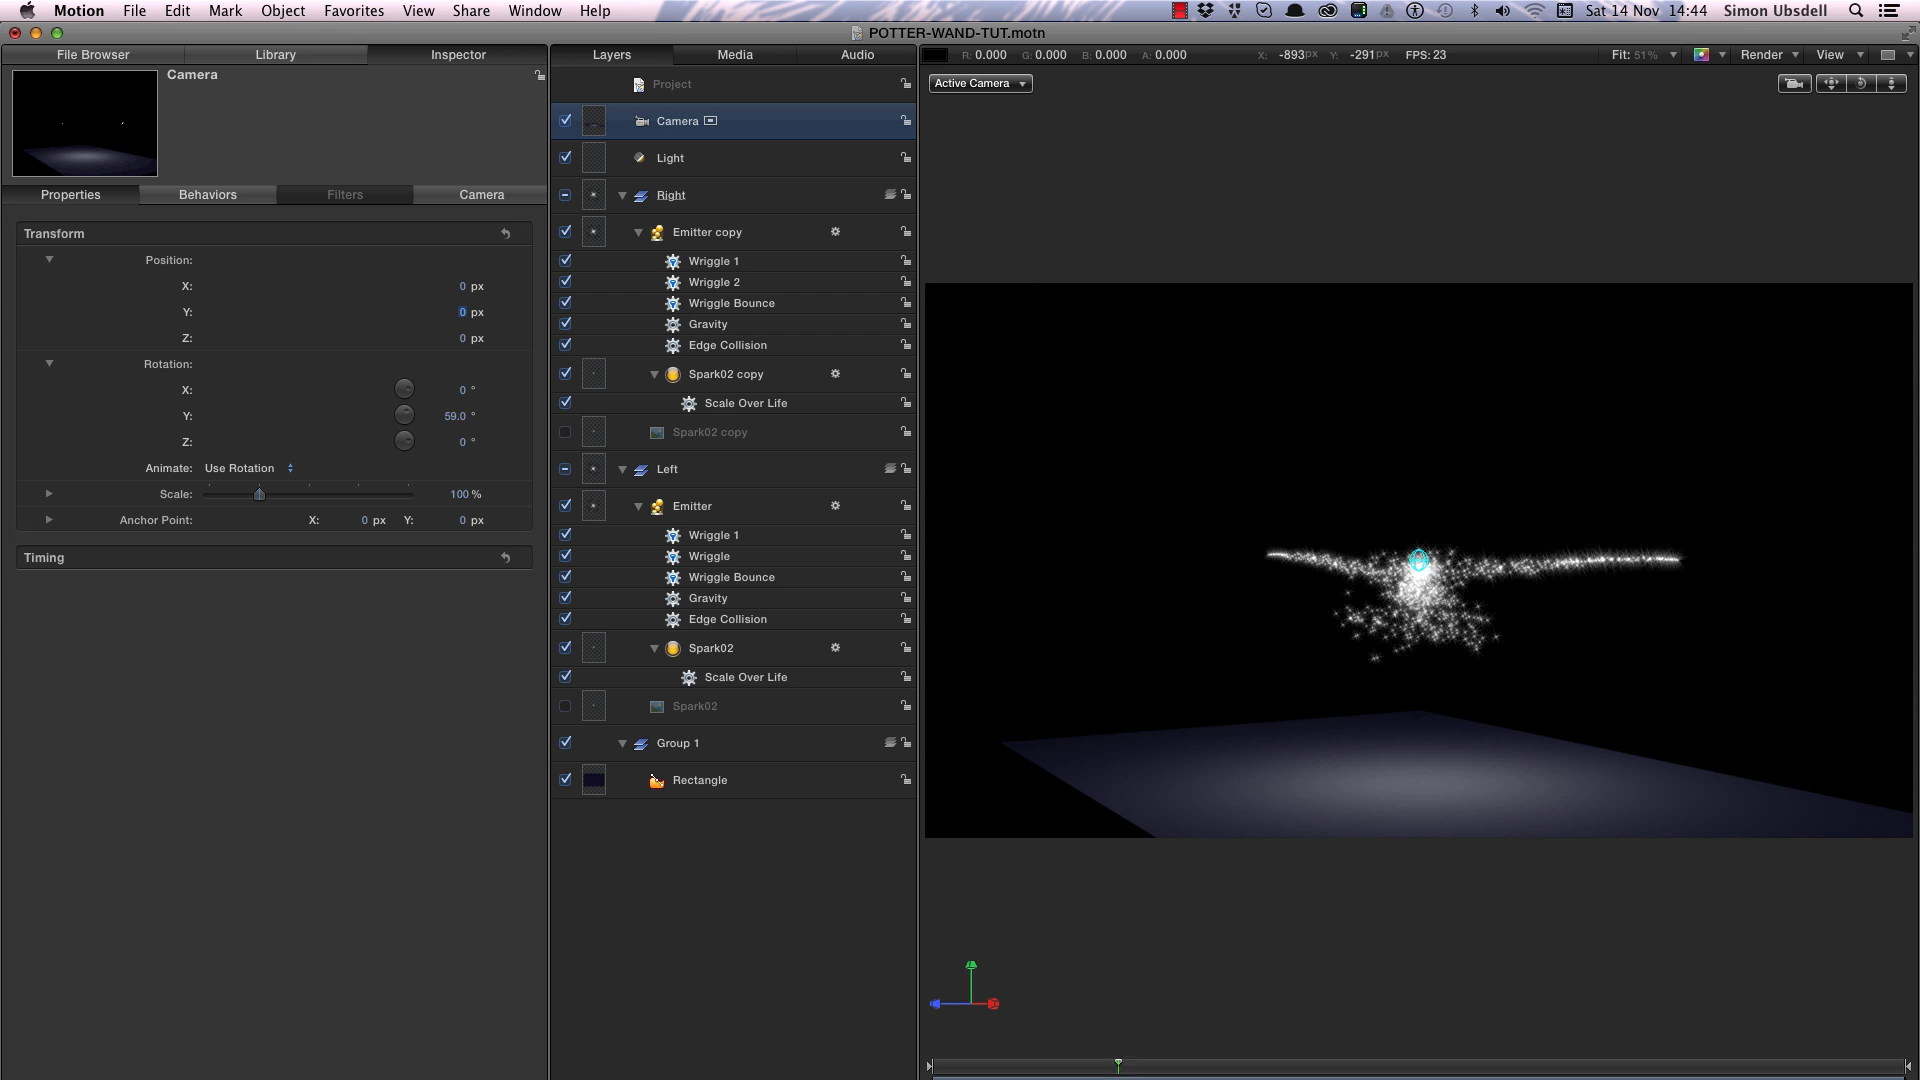 Motion File Edit Mark Object Favorites View Share Window Help Sat 14 Nov 14:44 Simon Ubsdell
POTTER-WAND-TUT.motn
File Browser Library Inspector Layers Media Audio R: 0.000 G: 0.000 B: 0.000 A: 0.000 X: -893px Y: -291px FPS: 23 Fit: 51% Render View
Camera
Active Camera
Properties Behaviors Filters Camera
Transform
Position:
X: 0 px
Y: 0 px
Z: 0 px
Rotation:
X: 0 °
Y: 59.0 °
Z: 0 °
Animate: Use Rotation
Scale: 100 %
Anchor Point: X: 0 px Y: 0 px
Timing
Project
Camera
Light
Right
Emitter copy
Wriggle 1
Wriggle 2
Wriggle Bounce
Gravity
Edge Collision
Spark02 copy
Scale Over Life
Spark02 copy
Left
Emitter
Wriggle 1
Wriggle
Wriggle Bounce
Gravity
Edge Collision
Spark02
Scale Over Life
Spark02
Group 1
Rectangle